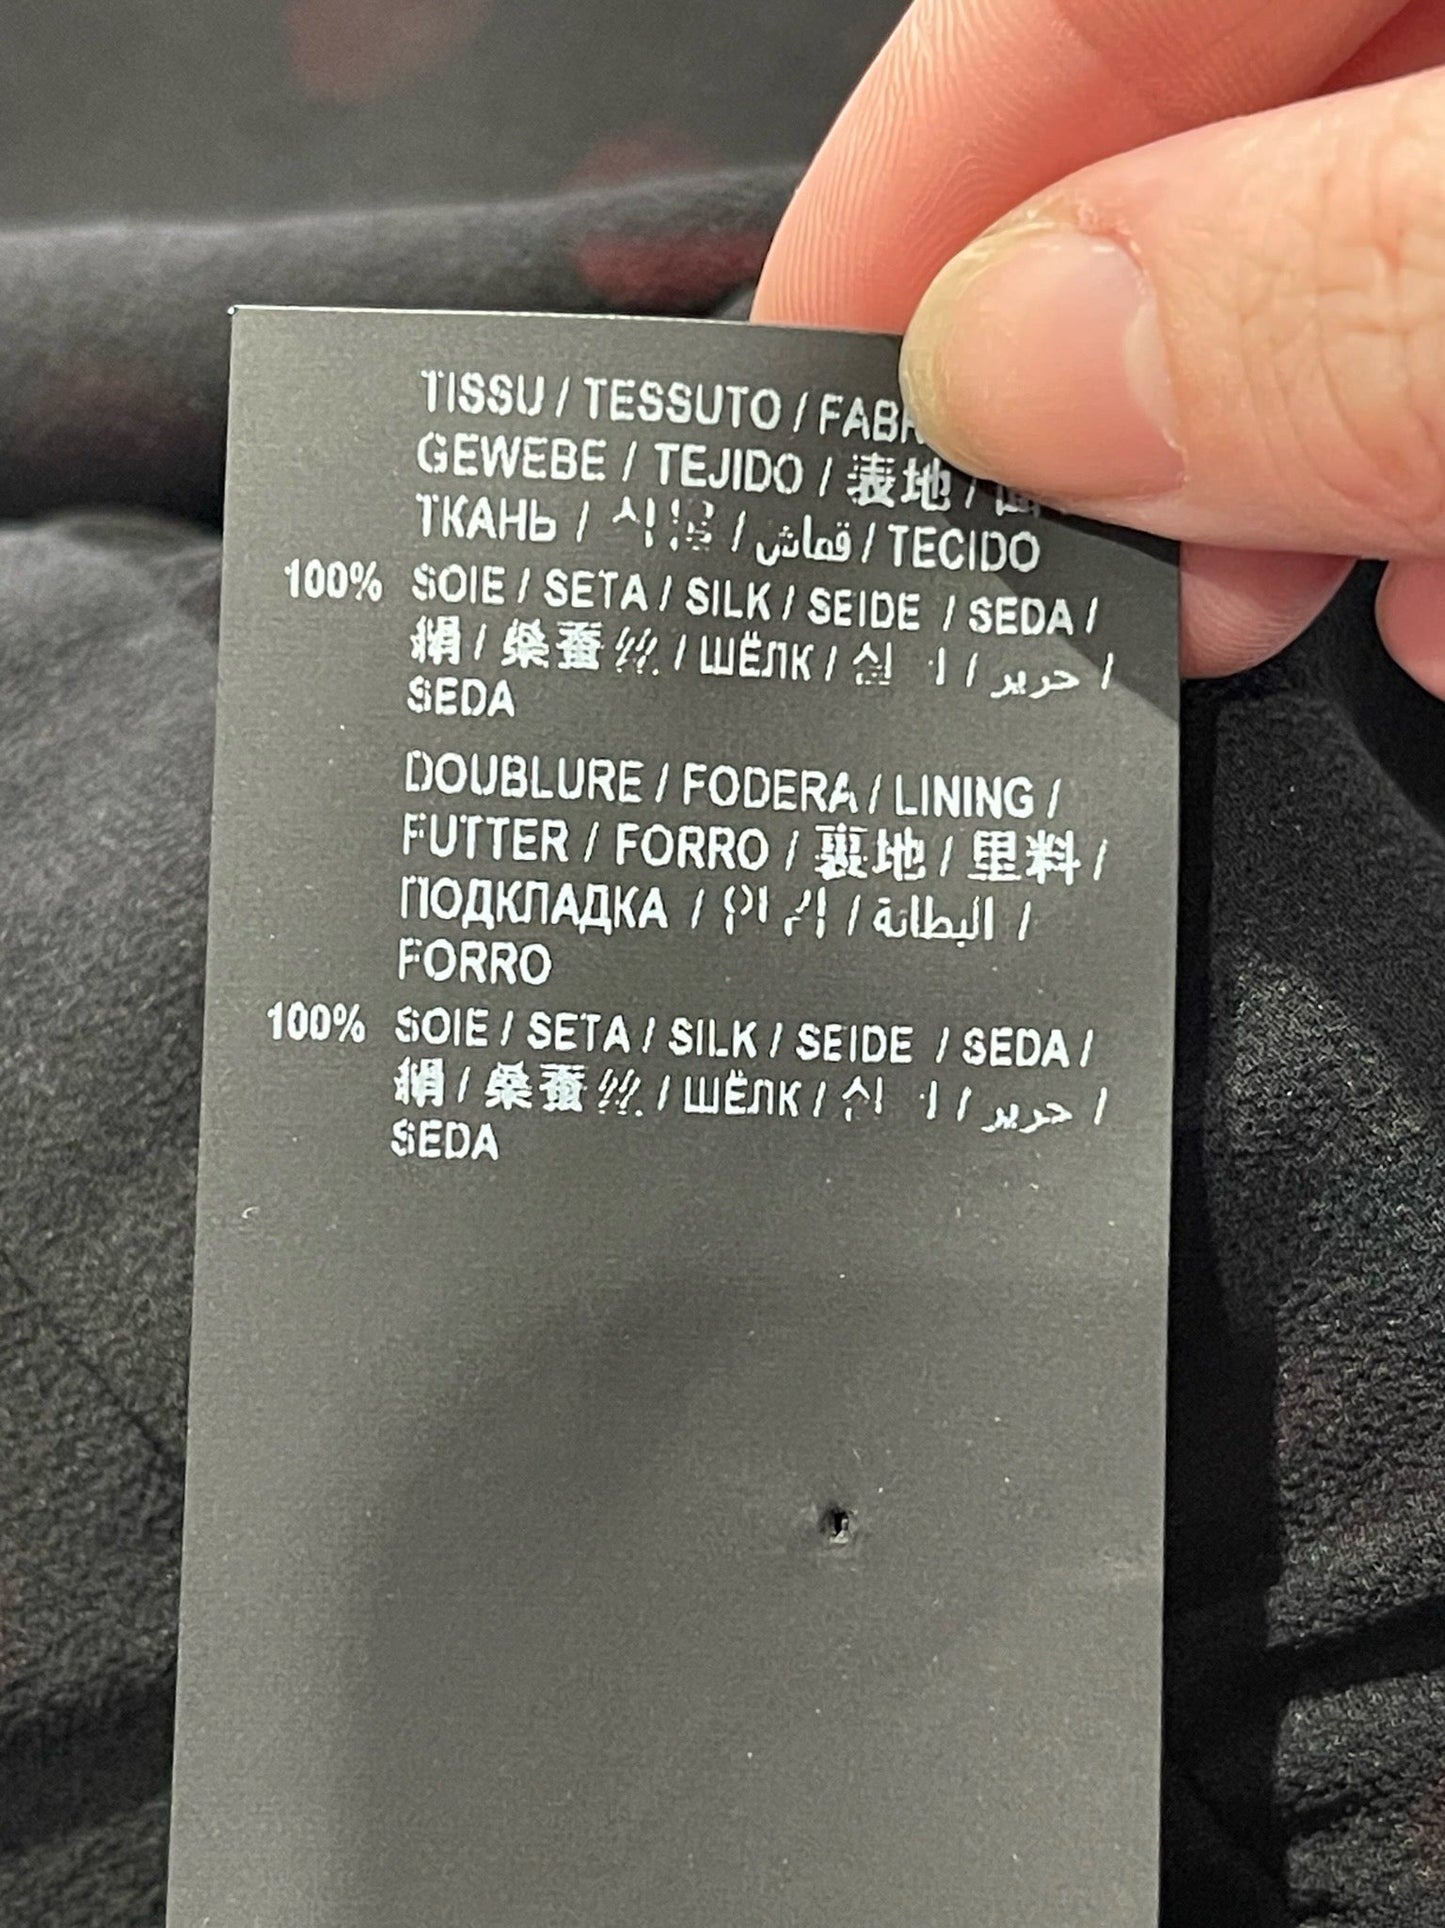 TISSU / TESSUTO /
GEWEBE / TEJIDO / 表地 /
ТКАНЬ / / قماش / TECIDO
100% SOIE / SETA / SILK / SEIDE / SEDA /
絹 / 桑蚕丝 / ШЁЛК / / حرير /
SEDA
DOUBLURE / FODERA / LINING /
FUTTER / FORRO / 裏地 / 里料 /
ПОДКЛАДКА / / البطانة /
FORRO
100% SOIE / SETA / SILK / SEIDE / SEDA /
絹 / 桑蚕丝 / ШЁЛК / / حرير /
SEDA